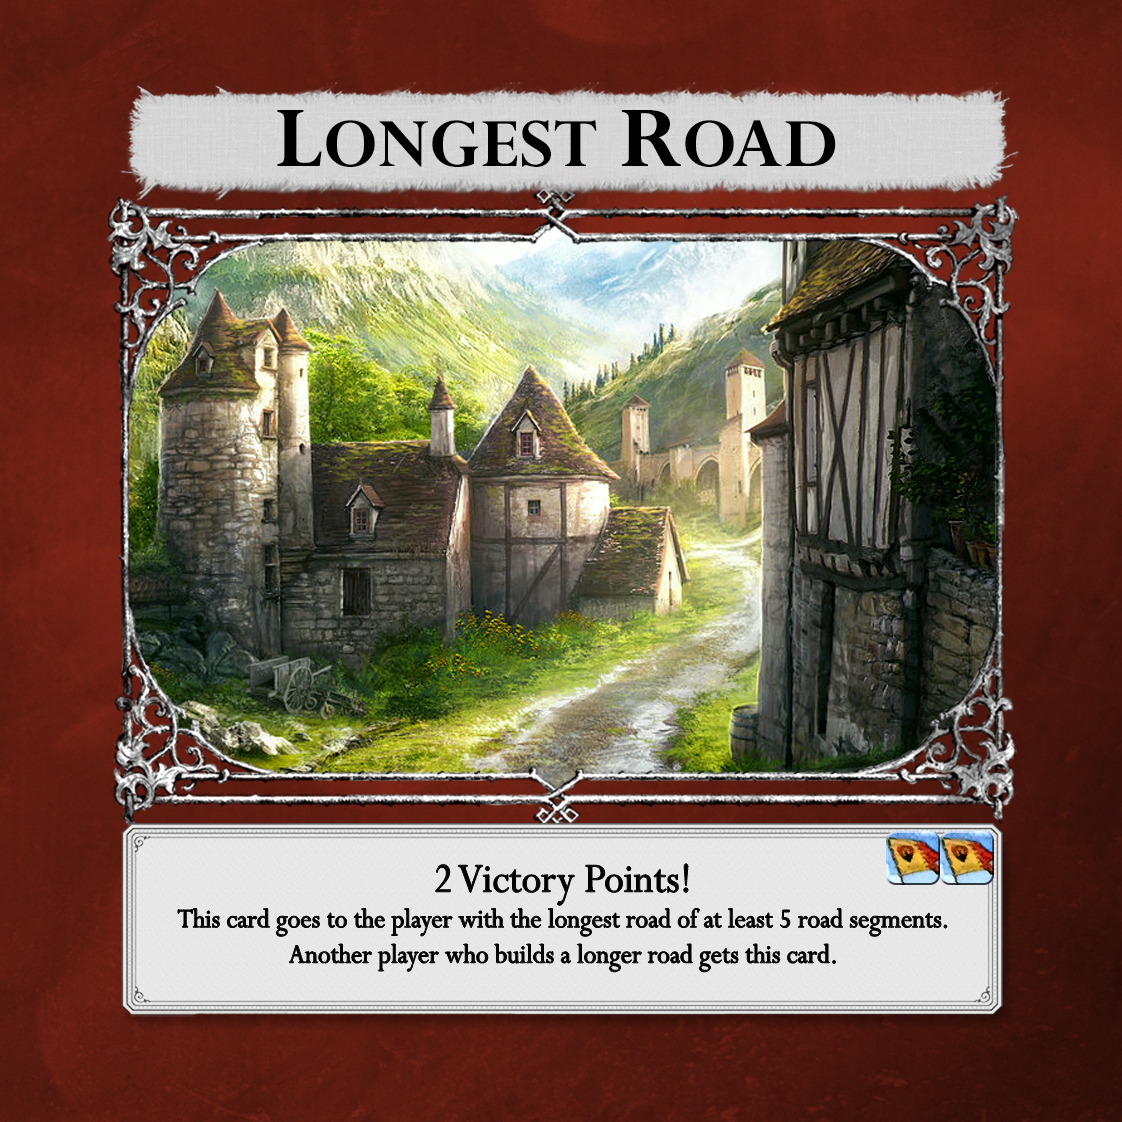 Longest Road
2 Victory Points!
This card goes to the player with the longest road of at least 5 road segments.
Another player who builds a longer road gets this card.